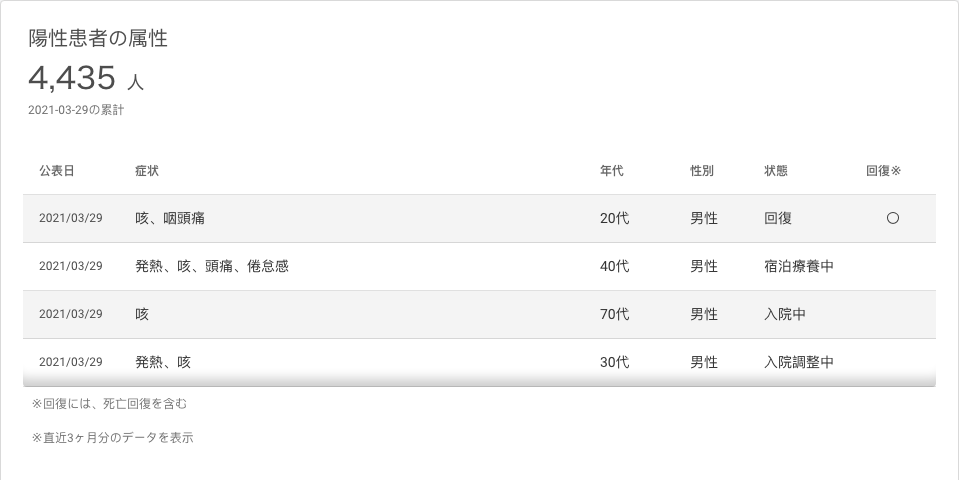 陽性患者の属性
4,435 人
2021-03-29の累計
公表日 症状 年代 性別 状態 回復※
2021/03/29 咳、咽頭痛 20代 男性 回復 〇
2021/03/29 発熱、咳、頭痛、倦怠感 40代 男性 宿泊療養中
2021/03/29 咳 70代 男性 入院中
2021/03/29 発熱、咳 30代 男性 入院調整中
※回復には、死亡回復を含む
※直近3ヶ月分のデータを表示